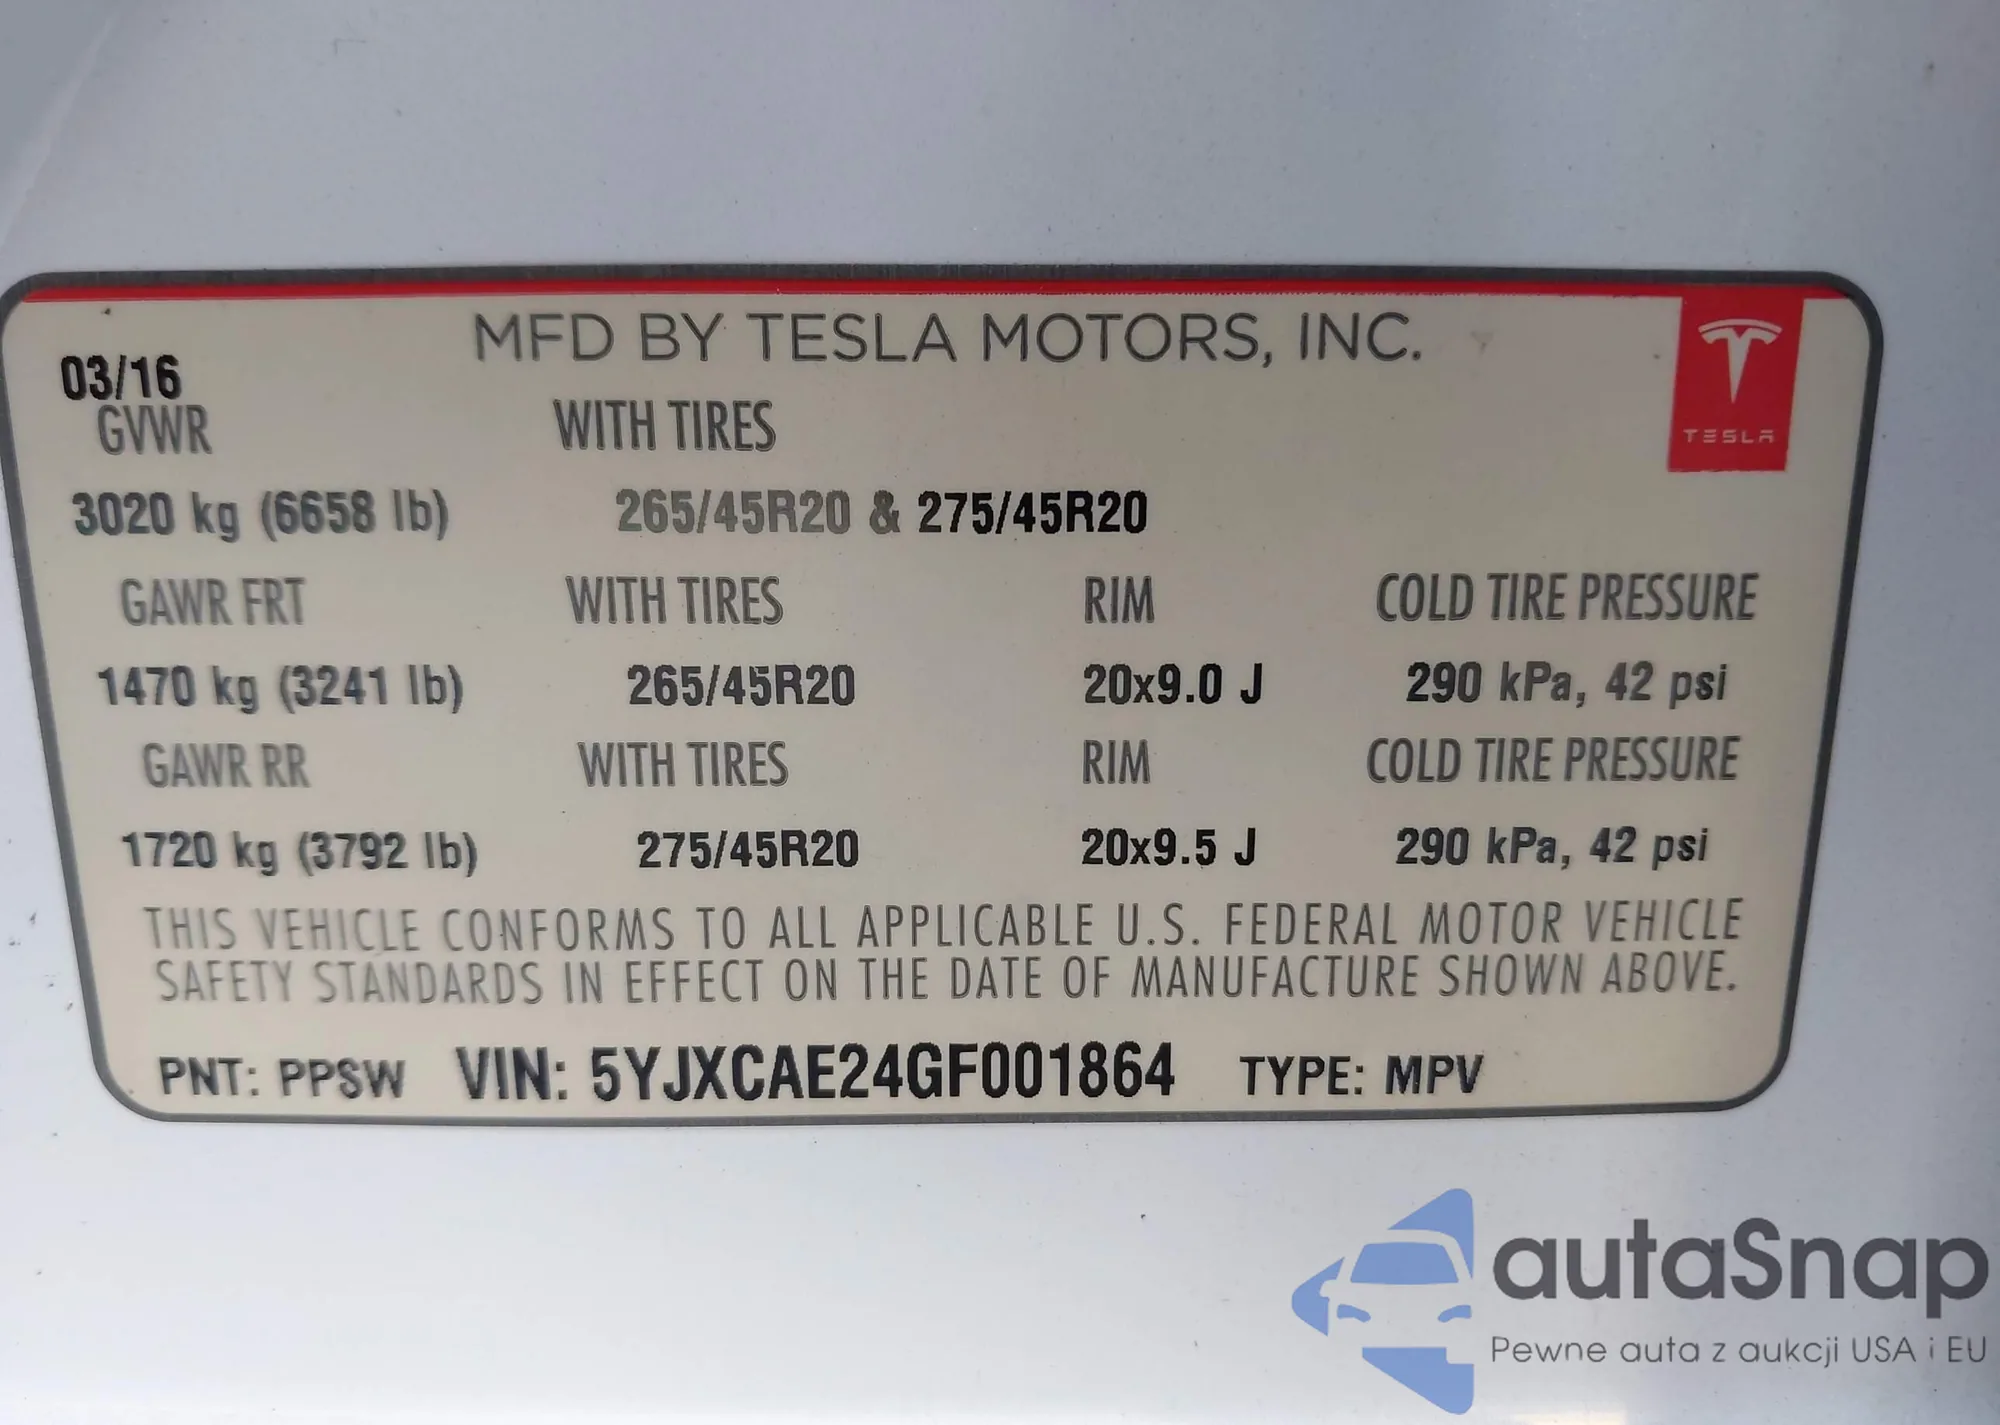 MFD BY TESLA MOTORS, INC.
03/16
TESLA
GVWR WITH TIRES
3020 kg (6658 lb) 265/45R20 & 275/45R20
GAWR FRT WITH TIRES RIM COLD TIRE PRESSURE
1470 kg (3241 lb) 265/45R20 20x9.0 J 290 kPa, 42 psi
GAWR RR WITH TIRES RIM COLD TIRE PRESSURE
1720 kg (3792 lb) 275/45R20 20x9.5 J 290 kPa, 42 psi
THIS VEHICLE CONFORMS TO ALL APPLICABLE U.S. FEDERAL MOTOR VEHICLE
SAFETY STANDARDS IN EFFECT ON THE DATE OF MANUFACTURE SHOWN ABOVE.
PNT: PPSW VIN: 5YJXCAE24GF001864 TYPE: MPV
autaSnap
Pewne auta z aukcji USA i EU